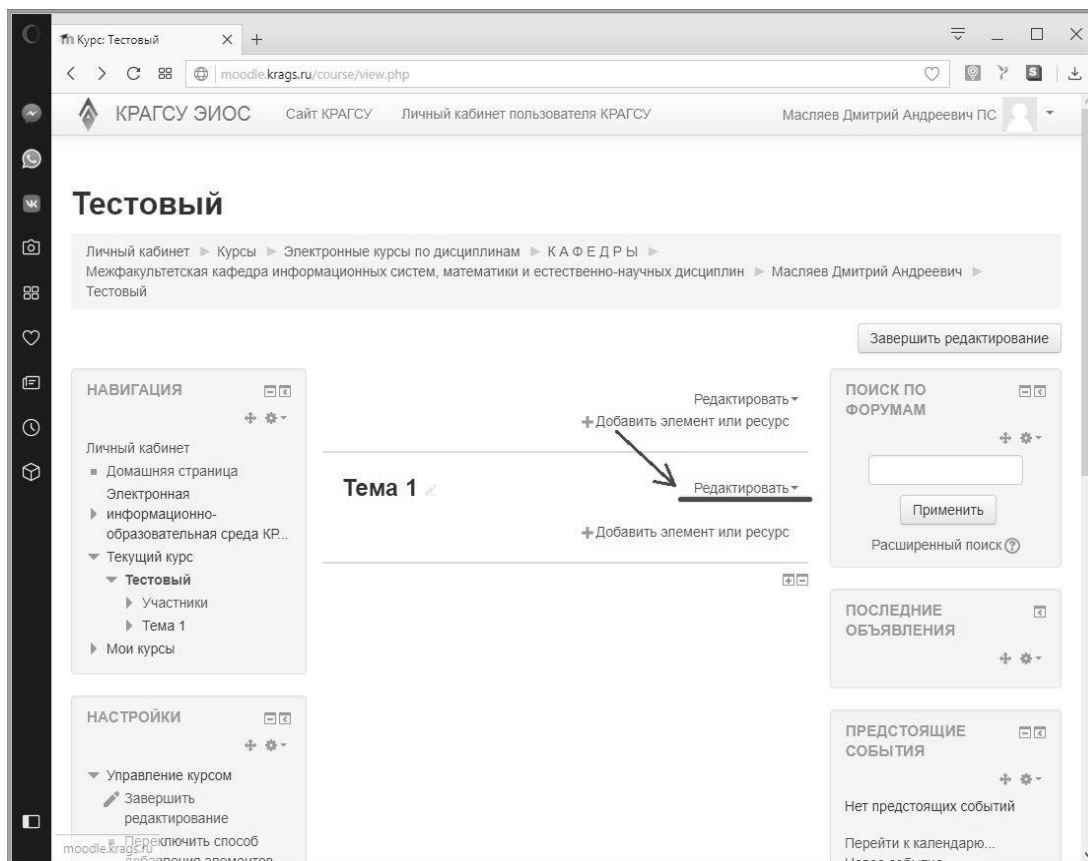 Курс: Тестовый
moodle.krags.ru/course/view.php
КРАГСУ ЭИОС Сайт КРАГСУ Личный кабинет пользователя КРАГСУ Масляев Дмитрий Андреевич ПС
Тестовый
Личный кабинет Курсы Электронные курсы по дисциплинам К А Ф Е Д Р Ы
Межфакультетская кафедра информационных систем, математики и естественно-научных дисциплин Масляев Дмитрий Андреевич
Тестовый
Завершить редактирование
НАВИГАЦИЯ
Личный кабинет
Домашняя страница
Электронная
информационно-
образовательная среда КР...
Текущий курс
Тестовый
Участники
Тема 1
Мои курсы
НАСТРОЙКИ
Управление курсом
Завершить
редактирование
Переключить способ
добавления элементов
moodle.krags.ru
Редактировать
Добавить элемент или ресурс
Тема 1
Редактировать
Добавить элемент или ресурс
ПОИСК ПО
ФОРУМАМ
Применить
Расширенный поиск
ПОСЛЕДНИЕ
ОБЪЯВЛЕНИЯ
ПРЕДСТОЯЩИЕ
СОБЫТИЯ
Нет предстоящих событий
Перейти к календарю...
Новое событие